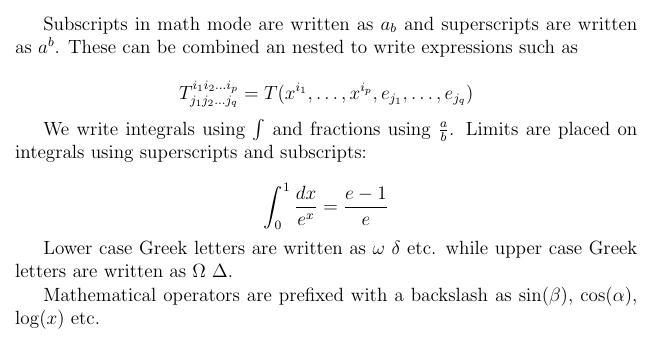 Subscripts in math mode are written as $a_b$ and superscripts are written
as $a^b$. These can be combined an nested to write expressions such as
$$T^{i_1 i_2 \dots i_p}_{j_1 j_2 \dots j_q} = T(x^{i_1}, \dots, x^{i_p}, e_{j_1}, \dots, e_{j_q})$$
We write integrals using $\int$ and fractions using $\frac{a}{b}$. Limits are placed on
integrals using superscripts and subscripts:
$$\int_0^1 \frac{dx}{e^x} = \frac{e-1}{e}$$
Lower case Greek letters are written as $\omega$ $\delta$ etc. while upper case Greek
letters are written as $\Omega$ $\Delta$.
Mathematical operators are prefixed with a backslash as $\sin(\beta)$, $\cos(\alpha)$,
$\log(x)$ etc.